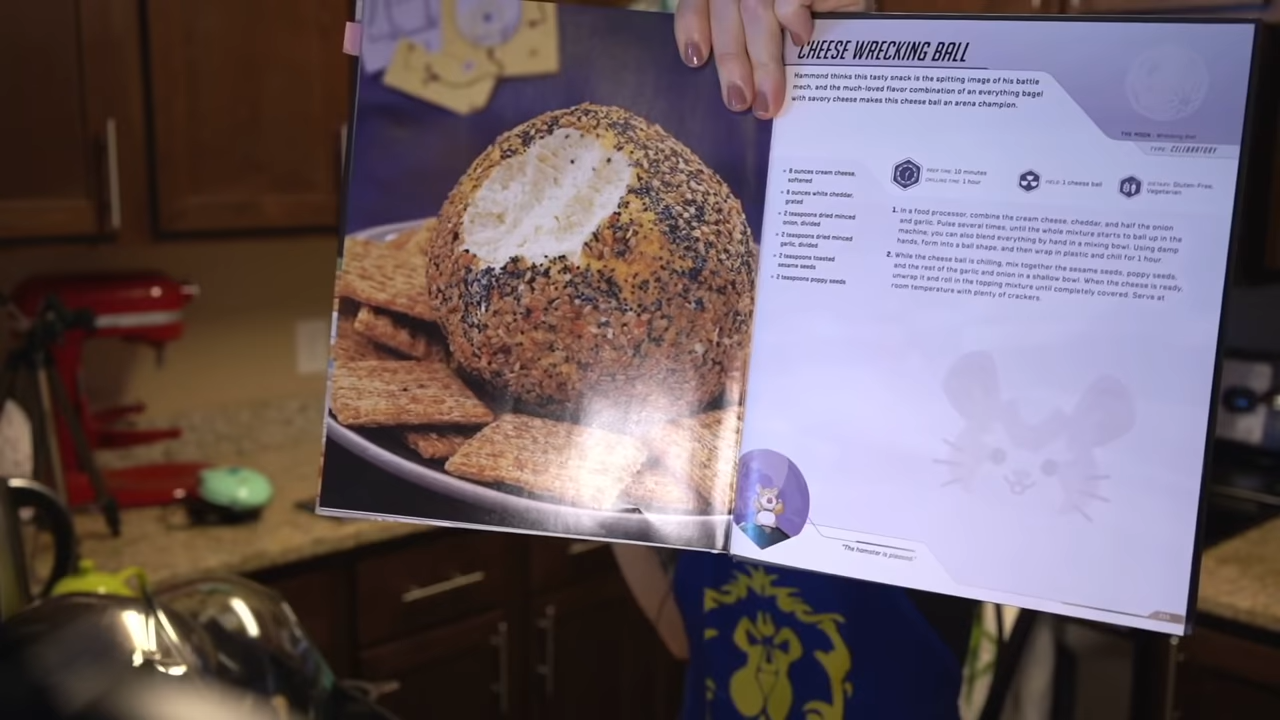 CHEESE WRECKING BALL
Hammond thinks this tasty snack is the spitting image of his battle
mech, and the much-loved flavor combination of an everything bagel
with savory cheese makes this cheese ball an arena champion.
THE MOON - Wrecking Ball
TYPE: CELEBRATORY
PREP TIME: 10 minutes
CHILLING TIME: 1 hour
YIELD: 1 cheese ball
DIETARY: Gluten-Free,
Vegetarian
8 ounces cream cheese,
softened
8 ounces white cheddar,
grated
2 teaspoons dried minced
onion, divided
2 teaspoons dried minced
garlic, divided
2 teaspoons toasted
sesame seeds
2 teaspoons poppy seeds
1. In a food processor, combine the cream cheese, cheddar, and half the onion
and garlic. Pulse several times, until the whole mixture starts to ball up in the
machine; you can also blend everything by hand in a mixing bowl. Using damp
hands, form into a ball shape, and then wrap in plastic and chill for 1 hour.
2. While the cheese ball is chilling, mix together the sesame seeds, poppy seeds,
and the rest of the garlic and onion in a shallow bowl. When the cheese is ready,
unwrap it and roll in the topping mixture until completely covered. Serve at
room temperature with plenty of crackers.
"The hamster is pleased."